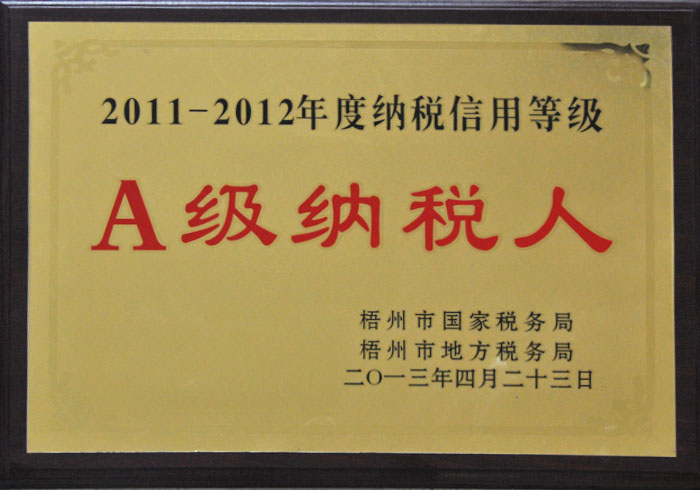 2011-2012年度纳税信用等级
A级纳税人
梧州市国家税务局
梧州市地方税务局
二〇一三年四月二十三日